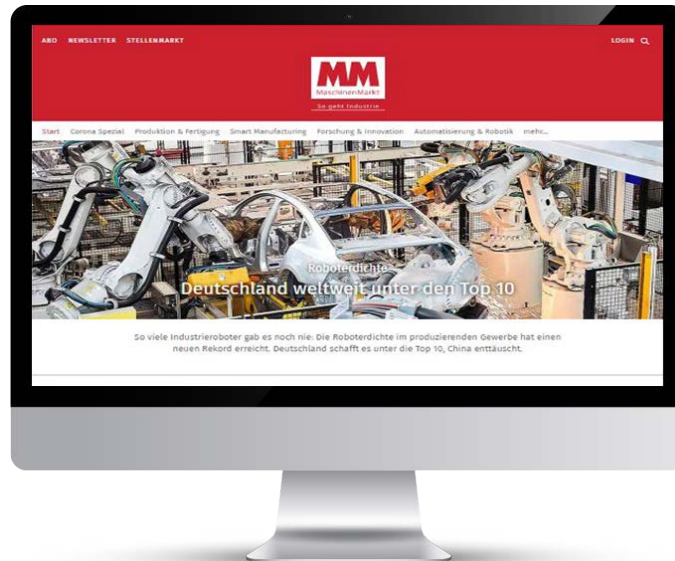 ABO NEWSLETTER STELLENMARKT LOGIN
MM
MaschinenMarkt
So geht Industrie
Start Corona Spezial Produktion & Fertigung Smart Manufacturing Forschung & Innovation Automatisierung & Robotik mehr...
Roboterdichte
Deutschland weltweit unter den Top 10
So viele Industrieroboter gab es noch nie: Die Roboterdichte im produzierenden Gewerbe hat einen
neuen Rekord erreicht. Deutschland schafft es unter die Top 10, China enttäuscht.